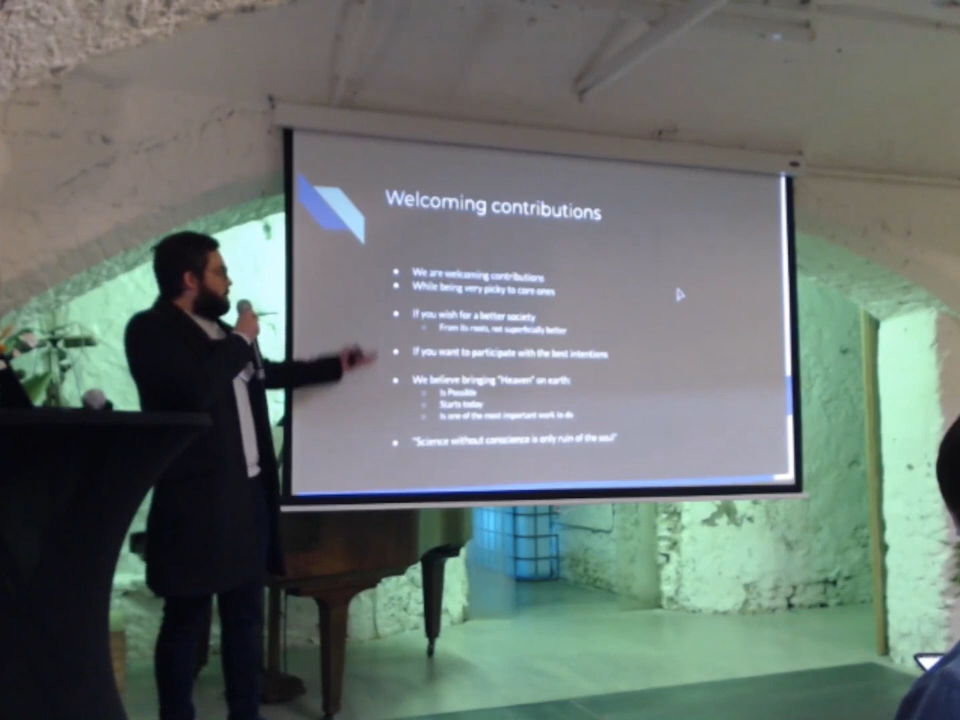 Welcoming contributions
We are welcoming contributions
While being very picky to core ones
If you wish for a better society
From its roots, not superficially better
If you want to participate with the best intentions
We believe bringing "Heaven" on earth:
Is Possible
Starts today
Is one of the most important work to do
"Science without conscience is only ruin of the soul"